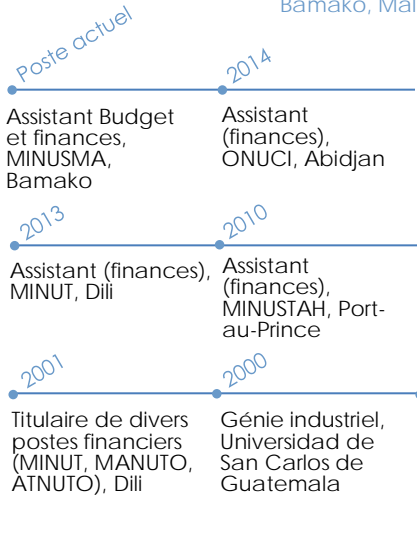 Bamako, Mal
Poste actuel
Assistant Budget
et finances,
MINUSMA,
Bamako
2014
Assistant
(finances),
ONUCI, Abidjan
2013
Assistant (finances),
MINUT, Dili
2010
Assistant
(finances),
MINUSTAH, Port-
au-Prince
2001
Titulaire de divers
postes financiers
(MINUT, MANUTO,
ATNUTO), Dili
2000
Génie industriel,
Universidad de
San Carlos de
Guatemala